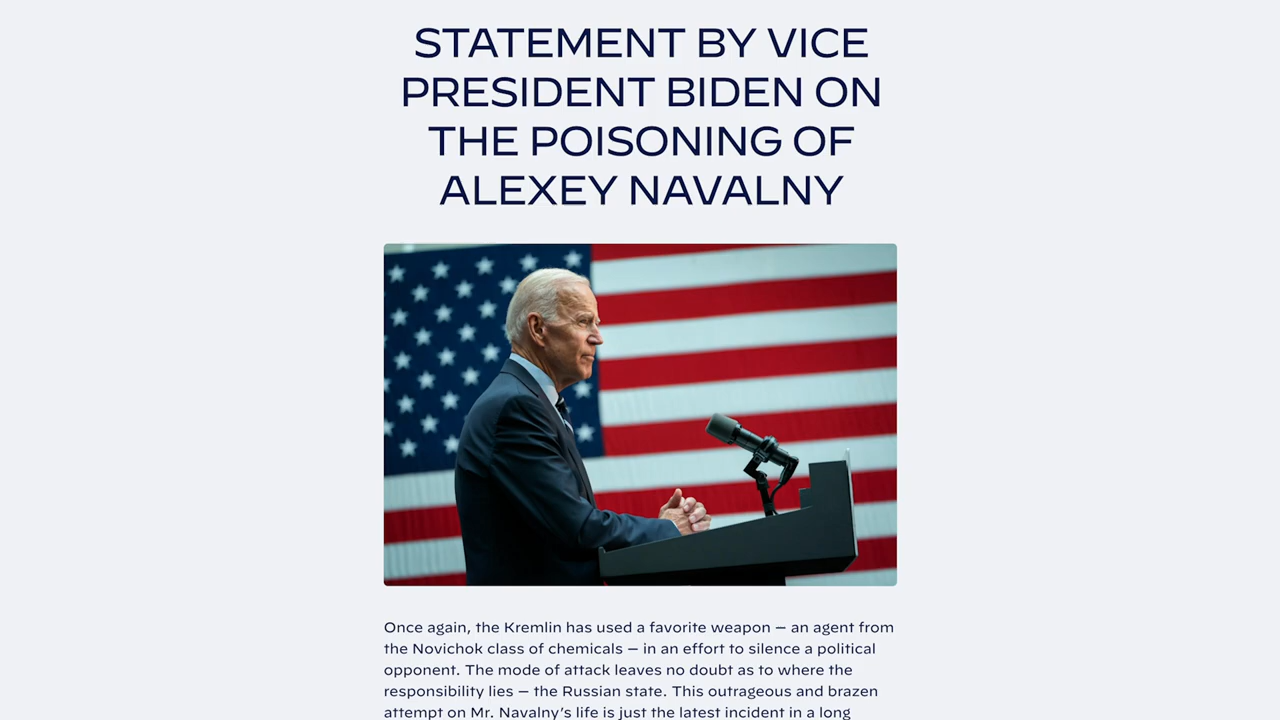 STATEMENT BY VICE
PRESIDENT BIDEN ON
THE POISONING OF
ALEXEY NAVALNY
Once again, the Kremlin has used a favorite weapon — an agent from
the Novichok class of chemicals — in an effort to silence a political
opponent. The mode of attack leaves no doubt as to where the
responsibility lies — the Russian state. This outrageous and brazen
attempt on Mr. Navalny’s life is just the latest incident in a long